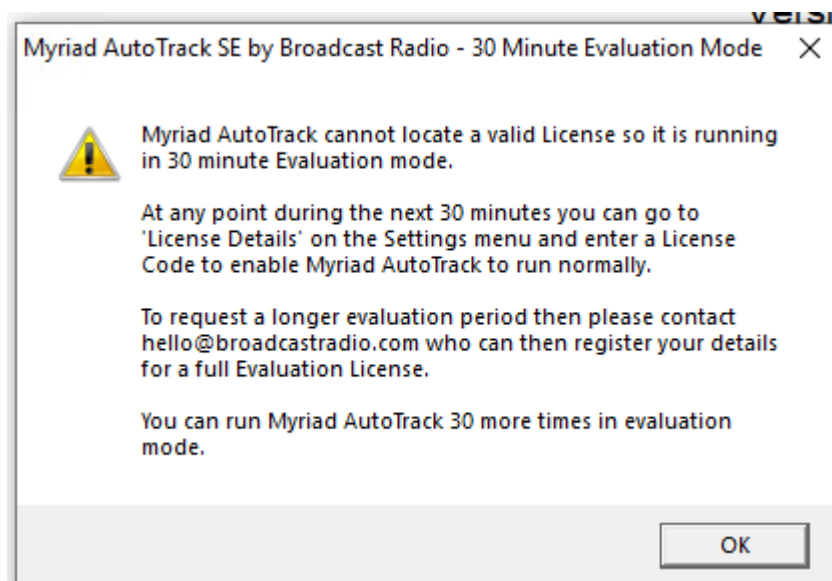 Versi
Myriad AutoTrack SE by Broadcast Radio - 30 Minute Evaluation Mode
Myriad AutoTrack cannot locate a valid License so it is running
in 30 minute Evaluation mode.
At any point during the next 30 minutes you can go to
'License Details' on the Settings menu and enter a License
Code to enable Myriad AutoTrack to run normally.
To request a longer evaluation period then please contact
hello@broadcastradio.com who can then register your details
for a full Evaluation License.
You can run Myriad AutoTrack 30 more times in evaluation
mode.
OK